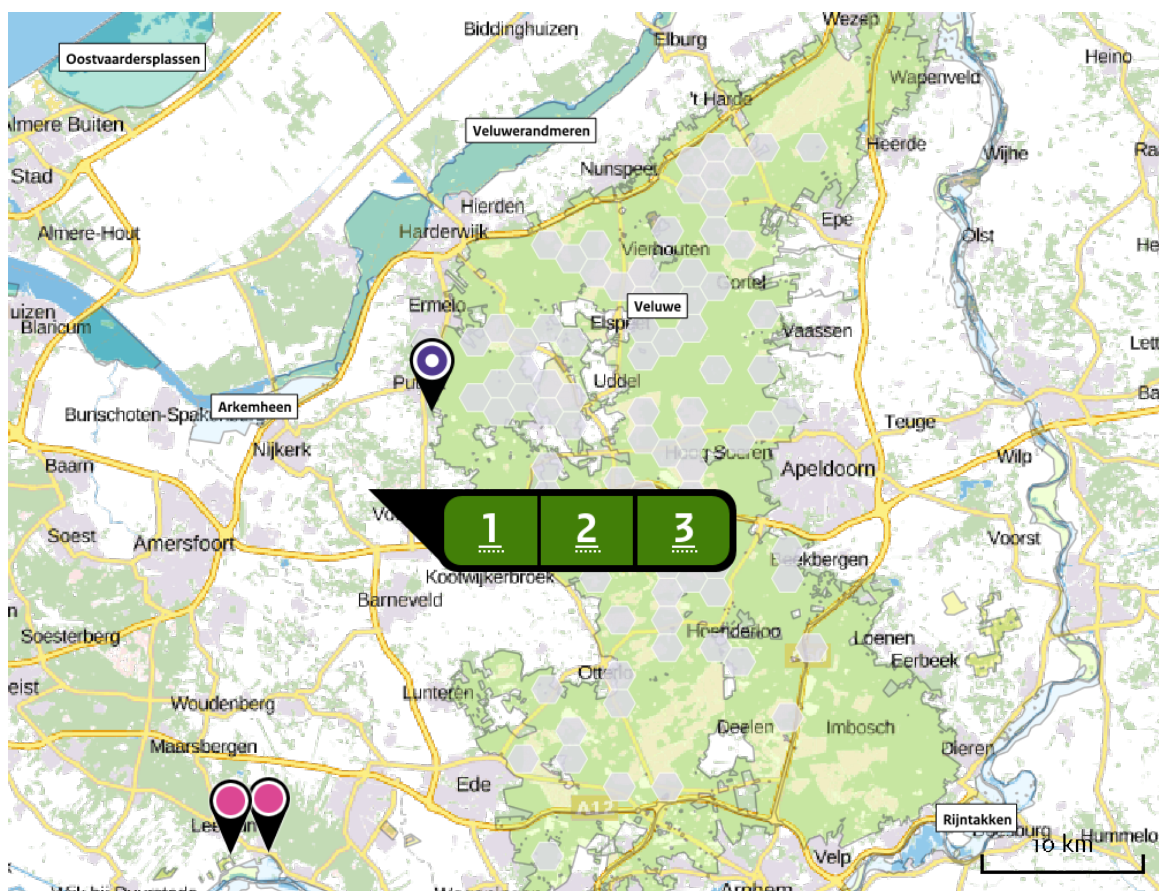 Wezep
Biddinghuizen
Elburg
Oostvaardersplassen
Heino
Wapenveld
't Harde
Almere Buiten
Veluwerandmeren
Heerde
Wijhe
Nunspeet
Stad
Hierden
Epe
Almere-Hout
Harderwijk
Olst
Vierhouten
Gortel
Ermelo
Veluwe
Blaricum
Elspeet
Vaassen
Uddel
Arkemheen
Bunschoten-Spakenburg
Teuge
Nijkerk
Hoog Soeren
Wilp
Baarn
Apeldoorn
1 2 3
Soest
Amersfoort
Voorst
Beekbergen
Kootwijkerbroek
Barneveld
Soesterberg
Hoenderloo
Loenen
Eerbeek
Otterlo
Lunteren
Woudenberg
Deelen
Imbosch
Maarsbergen
Dieren
Ede
A12
Rijntakken
Hummelo
10 km
Velp
Arnhem